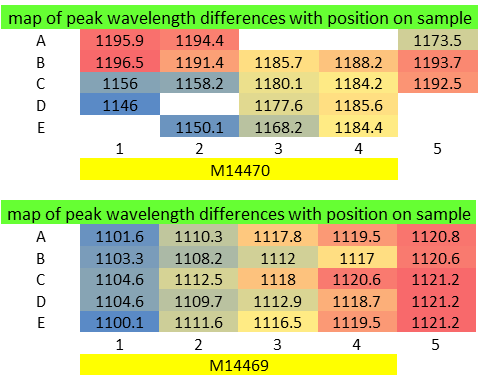 map of peak wavelength differences with position on sample
A 1195.9 1194.4 1173.5
B 1196.5 1191.4 1185.7 1188.2 1193.7
C 1156 1158.2 1180.1 1184.2 1192.5
D 1146 1177.6 1185.6
E 1150.1 1168.2 1184.4
1 2 3 4 5
M14470
map of peak wavelength differences with position on sample
A 1101.6 1110.3 1117.8 1119.5 1120.8
B 1103.3 1108.2 1112 1117 1120.6
C 1104.6 1112.5 1118 1120.6 1121.2
D 1104.6 1109.7 1112.9 1118.7 1121.2
E 1100.1 1111.6 1116.5 1119.5 1121.2
1 2 3 4 5
M14469